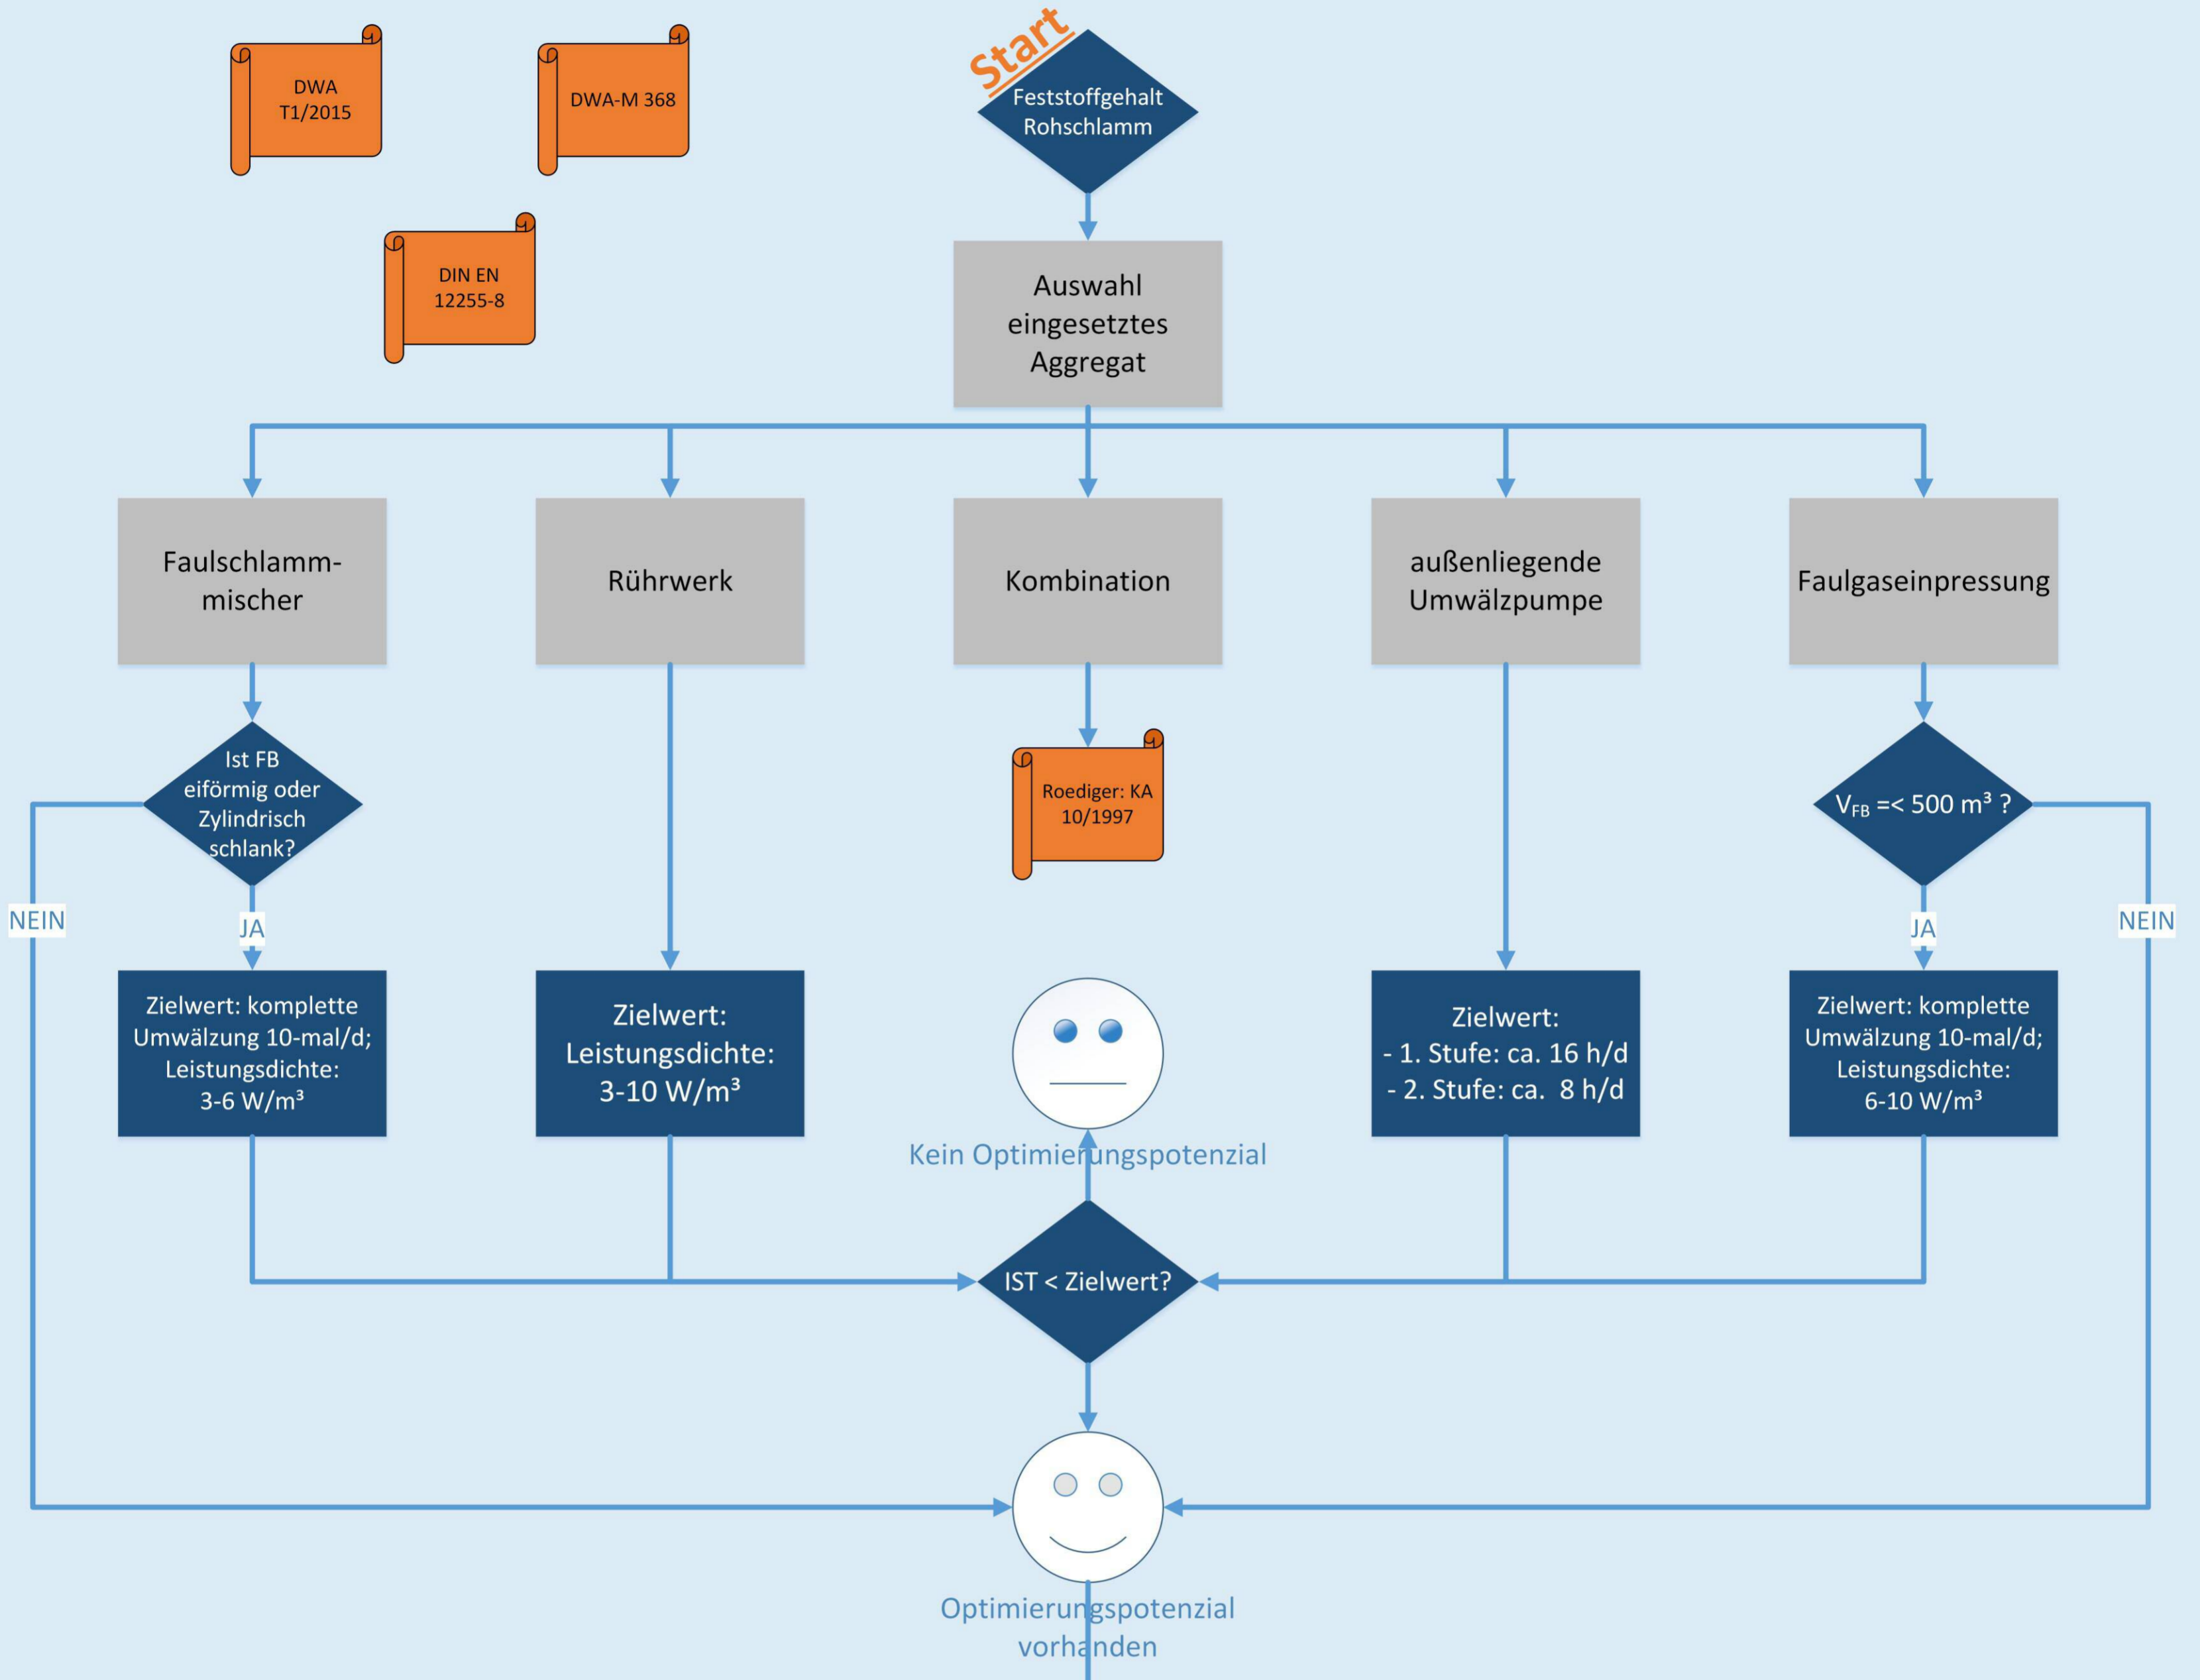 DWA
T1/2015
DWA-M 368
DIN EN
12255-8
Start
Feststoffgehalt
Rohschlamm
Auswahl
eingesetztes
Aggregat
Faulschlamm-
mischer
Rührwerk
Kombination
außenliegende
Umwälzpumpe
Faulgaseinpressung
Ist FB
eiförmig oder
Zylindrisch
schlank?
Roediger: KA
10/1997
V_FB =< 500 m³ ?
NEIN
JA
JA
NEIN
Zielwert: komplette
Umwälzung 10-mal/d;
Leistungsdichte:
3-6 W/m³
Zielwert:
Leistungsdichte:
3-10 W/m³
Zielwert:
- 1. Stufe: ca. 16 h/d
- 2. Stufe: ca. 8 h/d
Zielwert: komplette
Umwälzung 10-mal/d;
Leistungsdichte:
6-10 W/m³
Kein Optimierungspotenzial
IST < Zielwert?
Optimierungspotenzial
vorhanden